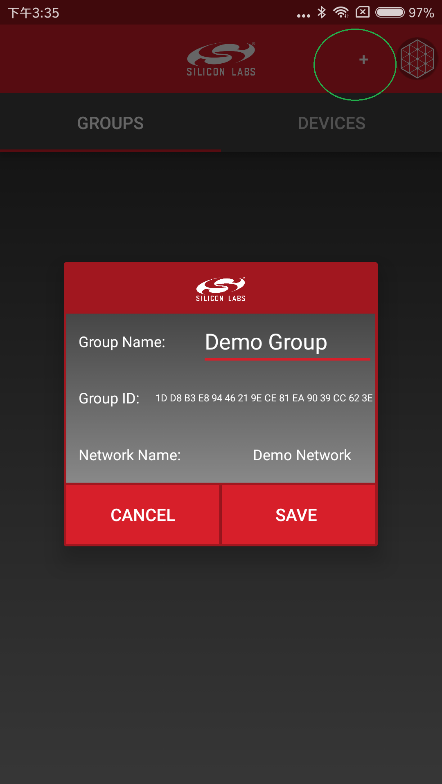 下午3:35
97%
SILICON LABS
+
GROUPS
DEVICES
SILICON LABS
Group Name:
Demo Group
Group ID:
1D D8 B3 E8 94 46 21 9E CE 81 EA 90 39 CC 62 3E
Network Name:
Demo Network
CANCEL
SAVE